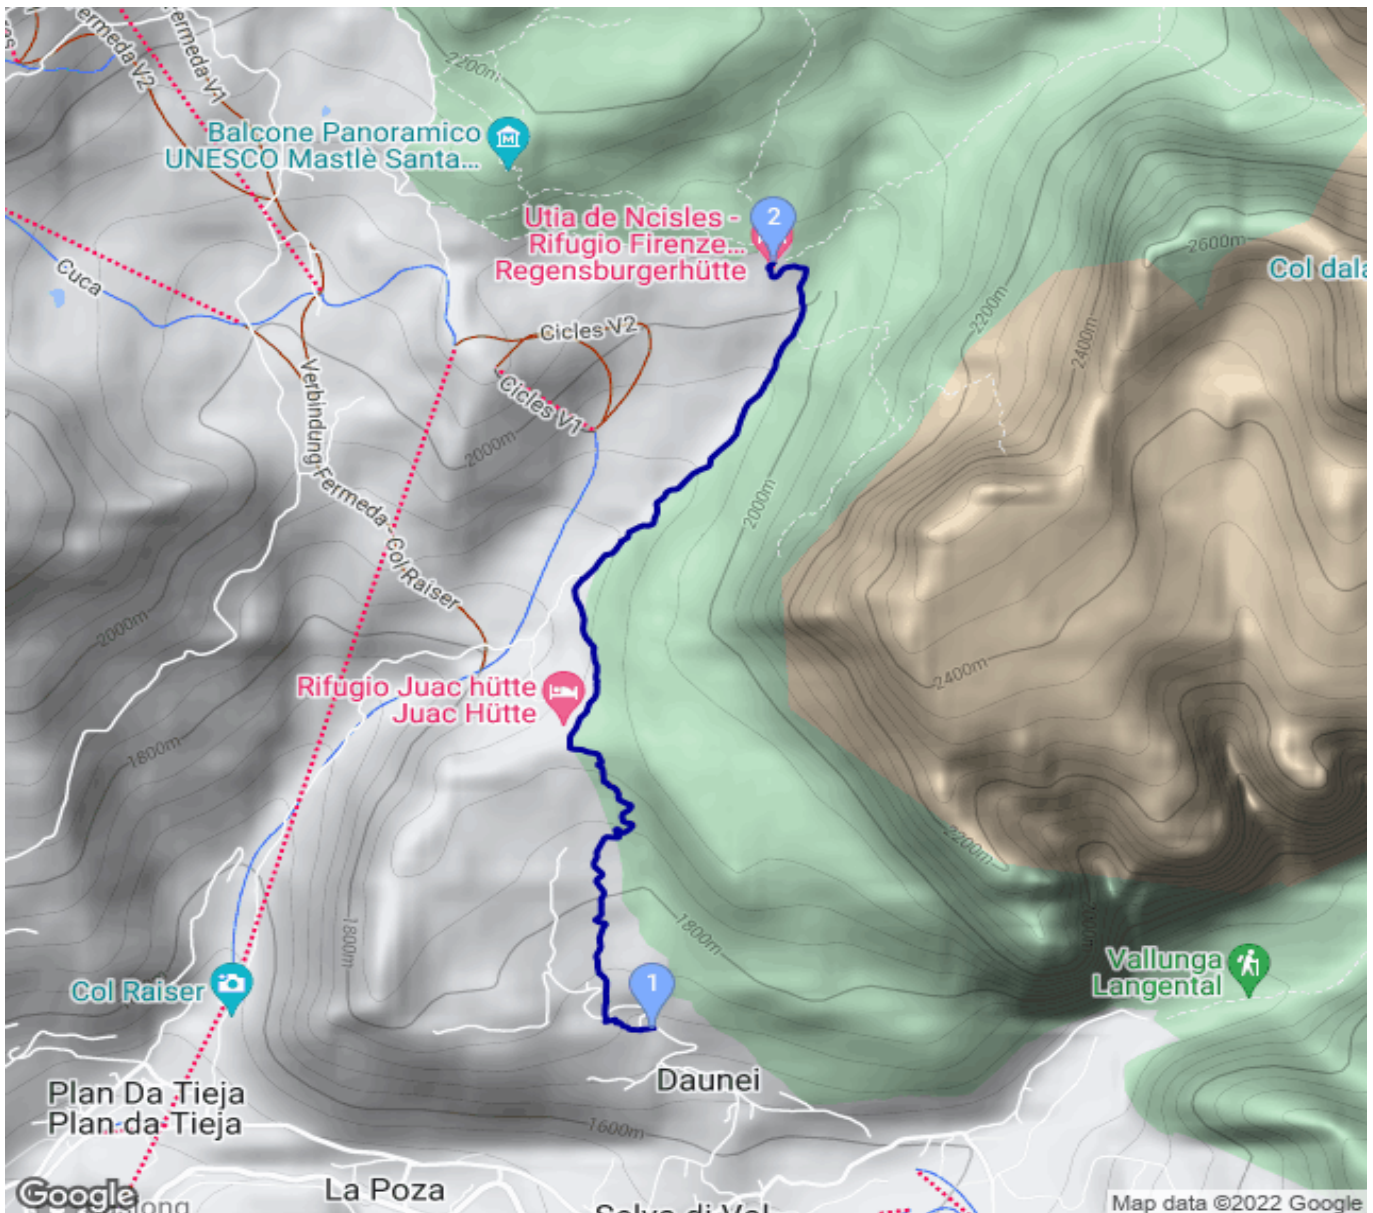 Fermeda V2
Fermeda V1
2200m
Balcone Panoramico
UNESCO Mastlè Santa...
2
Utia de Ncisles -
Rifugio Firenze...
Regensburgerhütte
2600m
Col dala
Cuca
2200m
2400m
Cicles V2
Verbindung Fermeda - Col Raiser
Cicles V1
2000m
2000m
2000m
2400m
Rifugio Juac hütte
Juac Hütte
1800m
2200m
1800m
1800m
Vallunga
Langental
Col Raiser
1
Daunei
Plan Da Tieja
Plan da Tieja
1600m
La Poza
Selva di Val
Google
Map data ©2022 Google